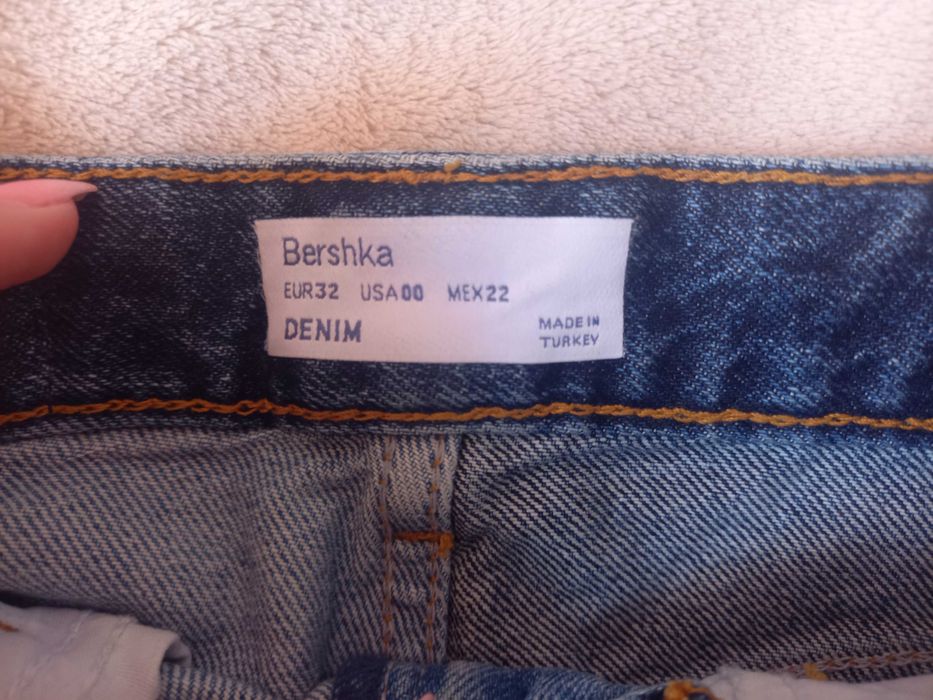 Bershka
EUR32 USA00 MEX22
DENIM
MADE IN
TURKEY